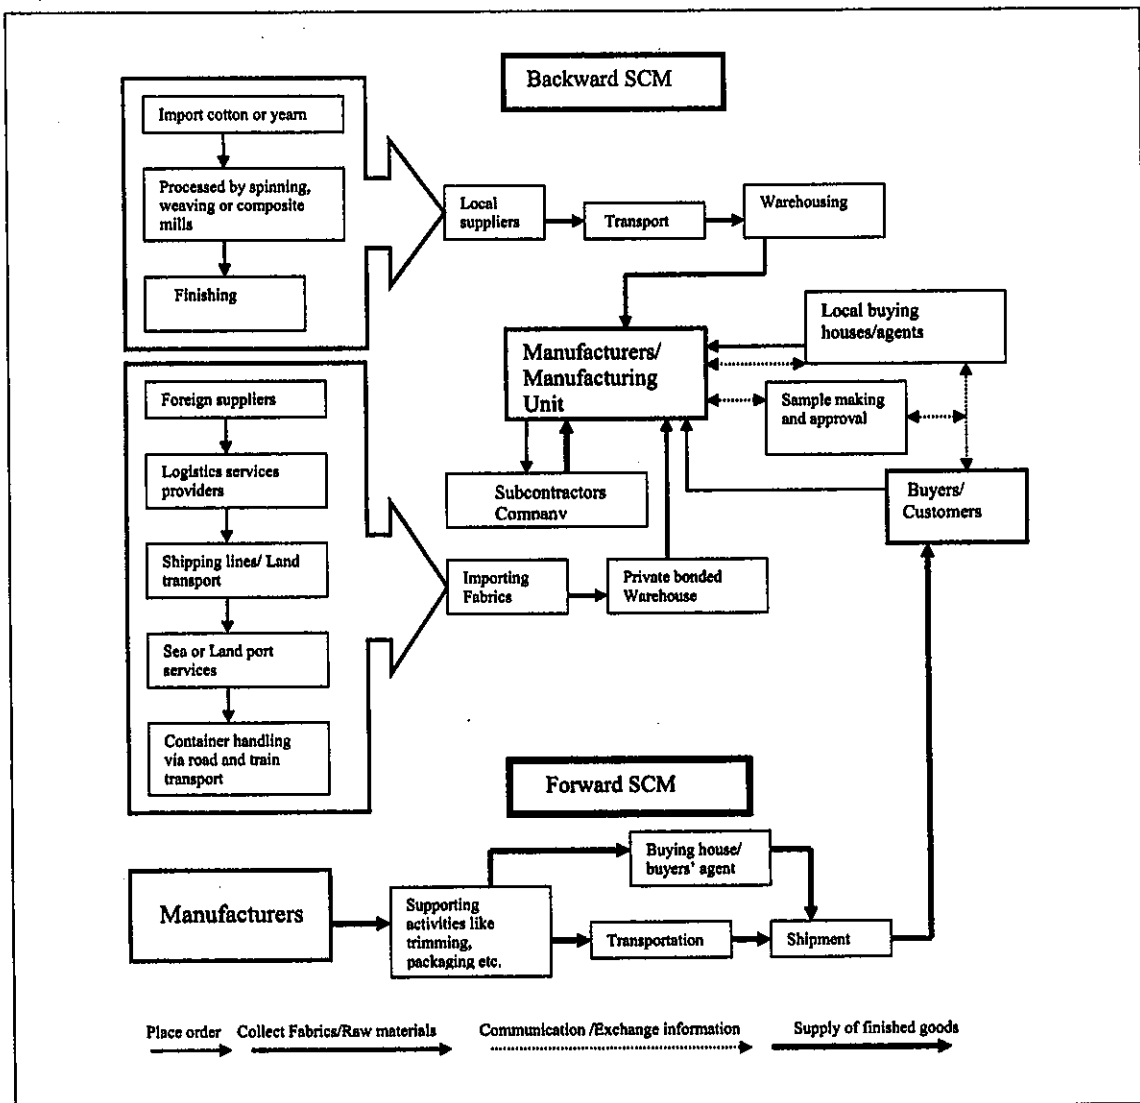 Backward SCM
Import cotton or yearn
Processed by spinning,
weaving or composite
mills
Finishing
Local
suppliers
Transport
Warehousing
Local buying
houses/agents
Manufacturers/
Manufacturing
Unit
Sample making
and approval
Foreign suppliers
Logistics services
providers
Subcontractors
Company
Buyers/
Customers
Shipping lines/ Land
transport
Importing
Fabrics
Private bonded
Warehouse
Sea or Land port
services
Container handling
via road and train
transport
Forward SCM
Buying house/
buyers' agent
Manufacturers
Supporting
activities like
trimming,
packaging etc.
Transportation
Shipment
Place order
Collect Fabrics/Raw materials
Communication /Exchange information
Supply of finished goods